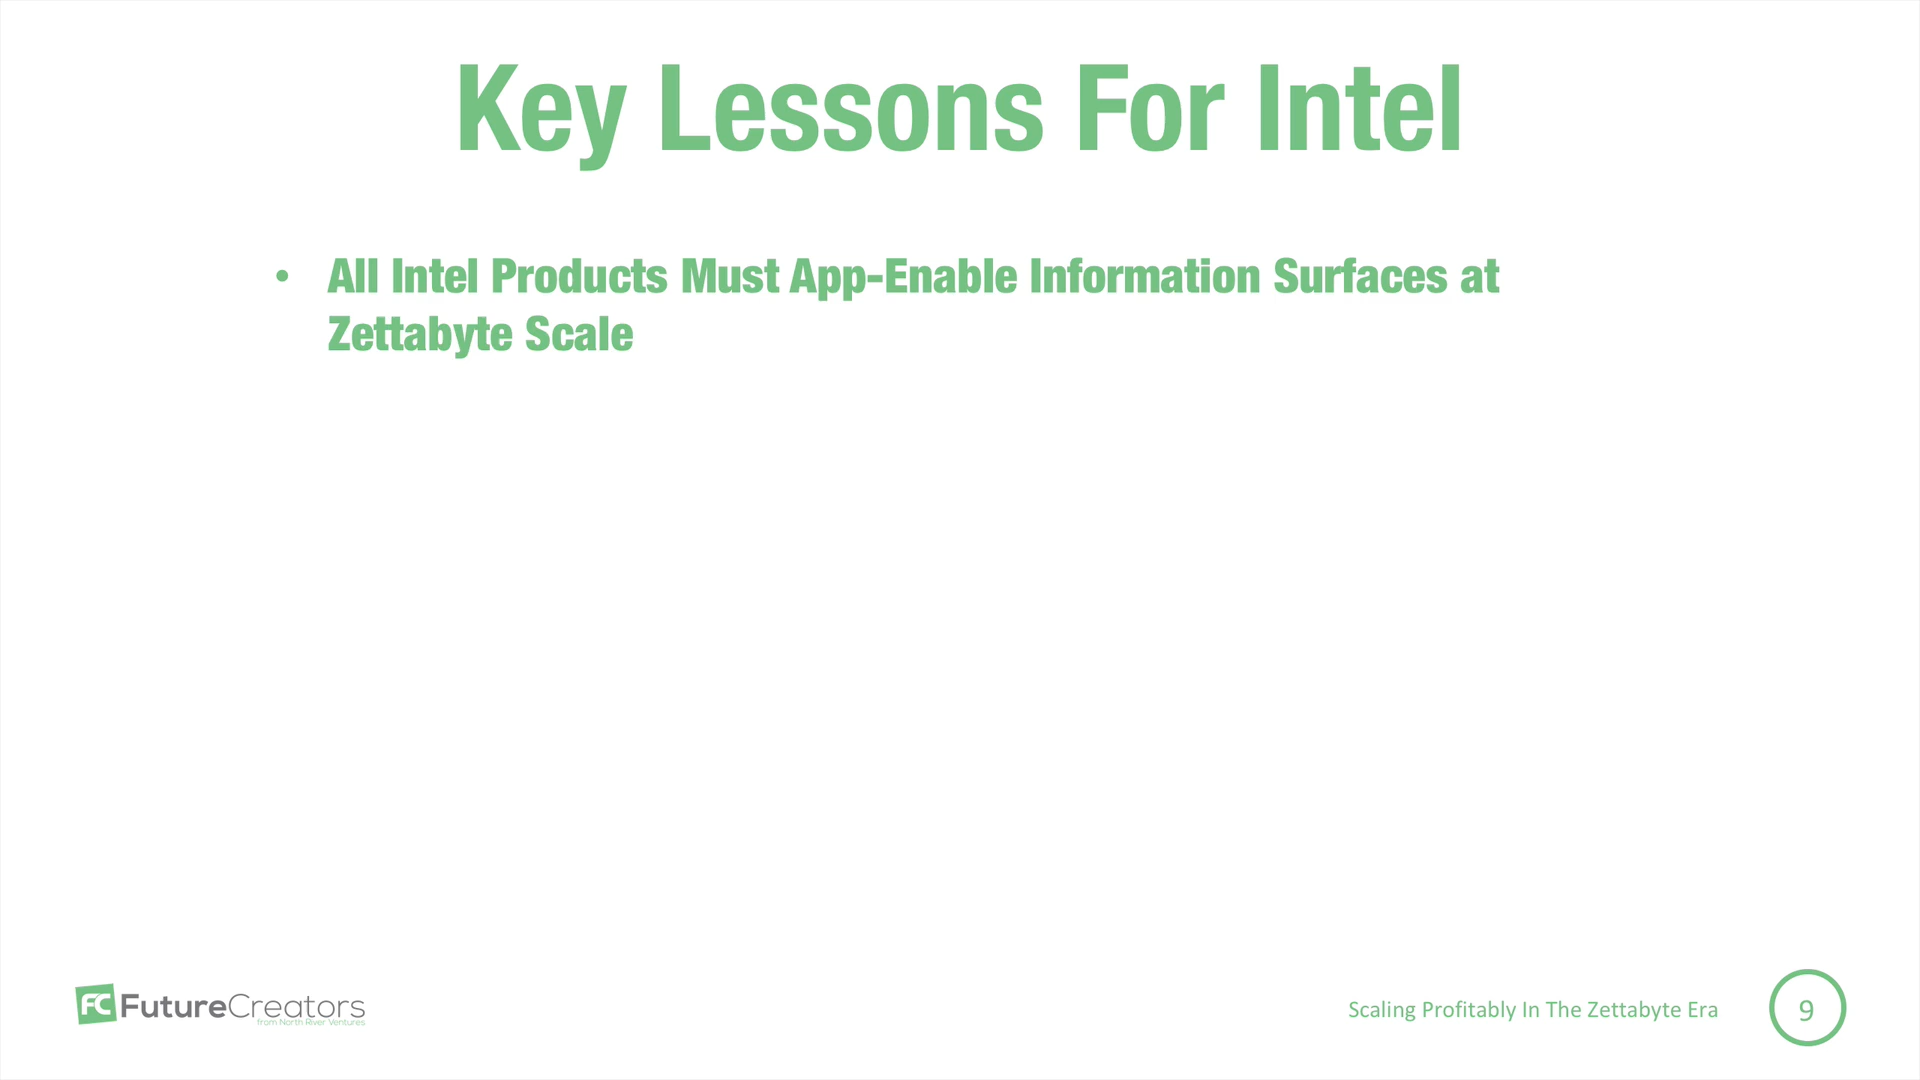 Key Lessons For Intel
• All Intel Products Must App-Enable Information Surfaces at
Zettabyte Scale
FC FutureCreators
from North River Ventures
Scaling Profitably In The Zettabyte Era
9